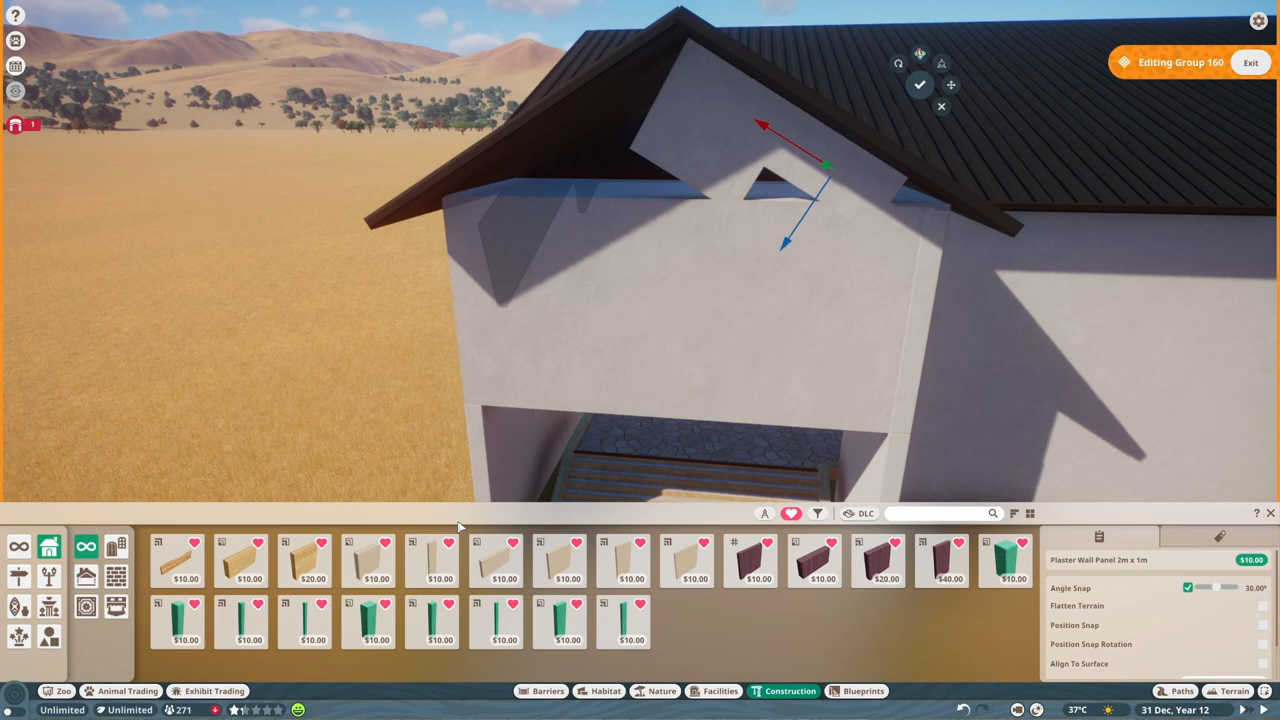 ?
1
Editing Group 160
Exit
DLC
?
$10.00 $10.00 $20.00 $10.00 $10.00 $10.00 $10.00 $10.00 $10.00 $10.00 $10.00 $20.00 $40.00 $10.00
$10.00 $10.00 $10.00 $10.00 $10.00 $10.00 $10.00 $10.00
Plaster Wall Panel 2m x 1m $10.00
Angle Snap 30.00°
Flatten Terrain
Position Snap
Position Snap Rotation
Align To Surface
Zoo Animal Trading Exhibit Trading Barriers Habitat Nature Facilities Construction Blueprints Paths Terrain
Unlimited Unlimited 271 37°C 31 Dec, Year 12